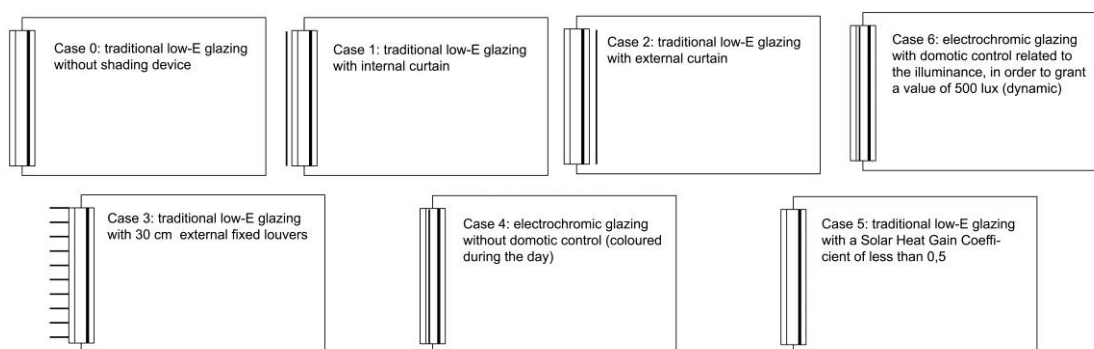 Case 0: traditional low-E glazing
without shading device
Case 1: traditional low-E glazing
with internal curtain
Case 2: traditional low-E glazing
with external curtain
Case 6: electrochromic glazing
with domotic control related to
the illuminance, in order to grant
a value of 500 lux (dynamic)
Case 3: traditional low-E glazing
with 30 cm external fixed louvers
Case 4: electrochromic glazing
without domotic control (coloured
during the day)
Case 5: traditional low-E glazing
with a Solar Heat Gain Coeffi-
cient of less than 0,5